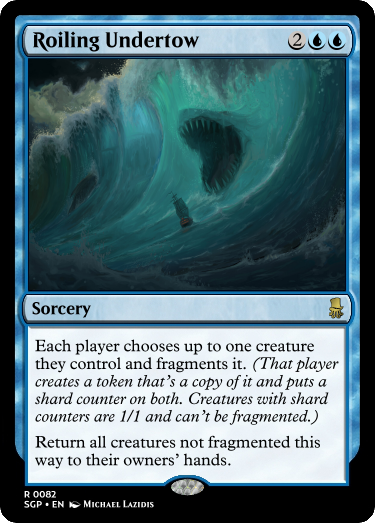 Roiling Undertow 2
Sorcery
Each player chooses up to one creature
they control and fragments it. (That player
creates a token that's a copy of it and puts a
shard counter on both. Creatures with shard
counters are 1/1 and can't be fragmented.)
Return all creatures not fragmented this
way to their owners' hands.
R 0082
SGP • EN Michael Lazidis